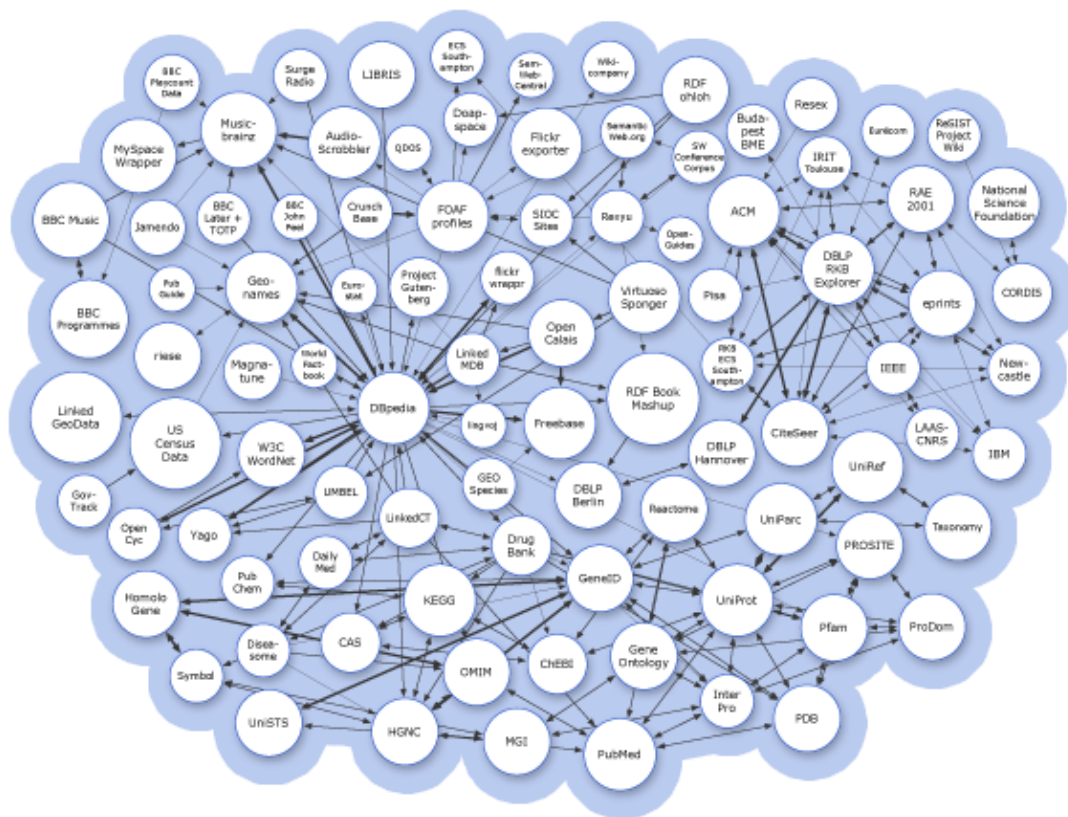 BBC
Playcount
Data
Surge
Radio
LIBRIS
ECS
South-
ampton
Sem-
Web-
Central
Wiki-
company
RDF
ohloh
Resex
Music-
brainz
MySpace
Wrapper
Audio-
Scrobbler
QDOS
Doap-
space
Flickr
exporter
Semantic
Web.org
SW
Conference
Corpus
Buda-
pest
BME
IRIT
Toulouse
Eurécom
ReGIST
Project
Wiki
BBC Music
Jamendo
BBC
Later +
TOTP
BBC
John
Peel
Crunch
Base
FOAF
profiles
SIOC
Sites
Revyu
Open-
Guides
ACM
RAE
2001
National
Science
Foundation
BBC
Programmes
Pub
Guide
Geo-
names
Euro-
stat
Project
Guten-
berg
flickr
wrappr
Virtuoso
Sponger
Pisa
DBLP
RKB
Explorer
eprints
CORDIS
riese
Magna-
tune
World
Fact-
book
Linked
MDB
Open
Calais
RKB
ECS
South-
ampton
IEEE
New-
castle
Linked
GeoData
US
Census
Data
W3C
WordNet
DBpedia
lingvoj
Freebase
RDF Book
Mashup
DBLP
Hannover
CiteSeer
LAAS-
CNRS
IBM
Gov-
Track
Open
Cyc
Yago
UMBEL
LinkedCT
GEO
Species
DBLP
Berlin
Reactome
UniParc
UniRef
Taxonomy
PROSITE
Homolo
Gene
Pub
Chem
Daily
Med
Drug
Bank
KEGG
GeneID
UniProt
Pfam
ProDom
Symbol
Disea-
some
CAS
OMIM
ChEBI
Gene
Ontology
Inter
Pro
PDB
UniSTS
HGNC
MGI
PubMed